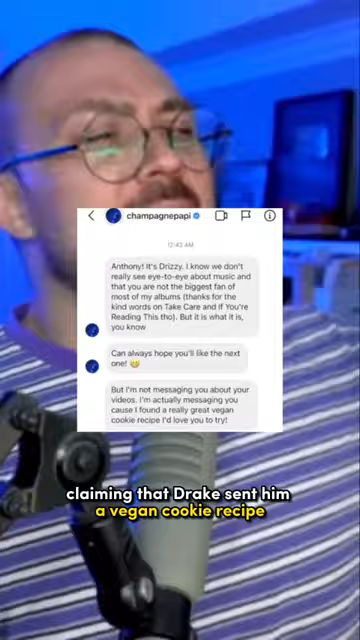 champagnepapi
12:43 AM
Anthony! It's Drizzy. I know we don't
really see eye-to-eye about music and
that you are not the biggest fan of
most of my albums (thanks for the
kind words on Take Care and If You're
Reading This tho). But it is what it is,
you know
Can always hope you'll like the next
one! 🥲
But I'm not messaging you about your
videos. I'm actually messaging you
cause I found a really great vegan
cookie recipe I'd love you to try!
claiming that Drake sent him
a vegan cookie recipe